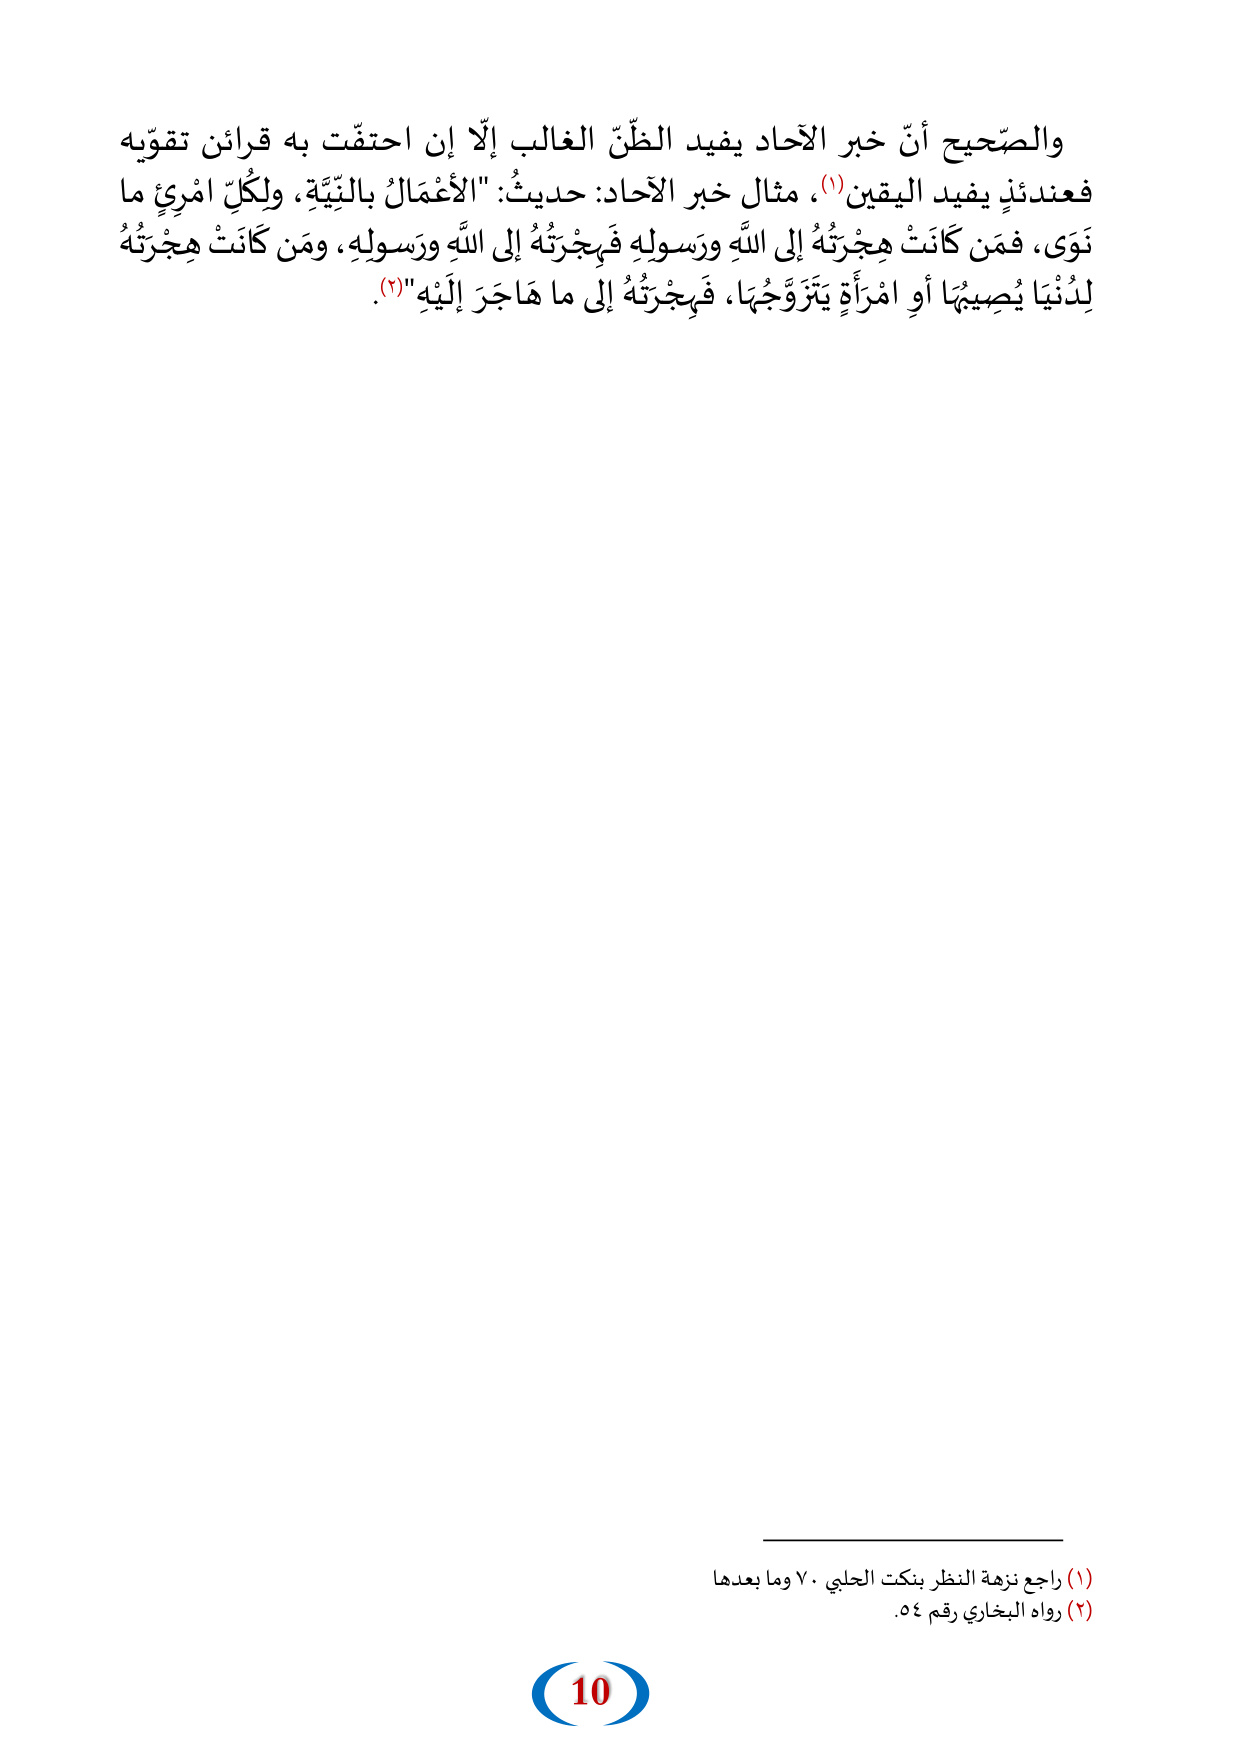 والصّحيح أنّ خبر الآحاد يفيد الظّنّ الغالب إلّا إن احتفّت به قرائن تقوّيه
فعندئذٍ يفيد اليقين(١)، مثال خبر الآحاد: حديثُ: "الأعْمَالُ بالنِّيَّةِ، ولِكُلِّ امْرِئٍ ما
نَوَى، فمَن كَانَتْ هِجْرَتُهُ إلى اللَّهِ ورَسولِهِ فَهِجْرَتُهُ إلى اللَّهِ ورَسولِهِ، ومَن كَانَتْ هِجْرَتُهُ
لِدُنْيَا يُصِيبُهَا أوِ امْرَأَةٍ يَتَزَوَّجُهَا، فَهِجْرَتُهُ إلى ما هَاجَرَ إلَيْهِ"(٢).
(١) راجع نزهة النظر بنكت الحلبي ٧٠ وما بعدها
(٢) رواه البخاري رقم ٥٤.
10